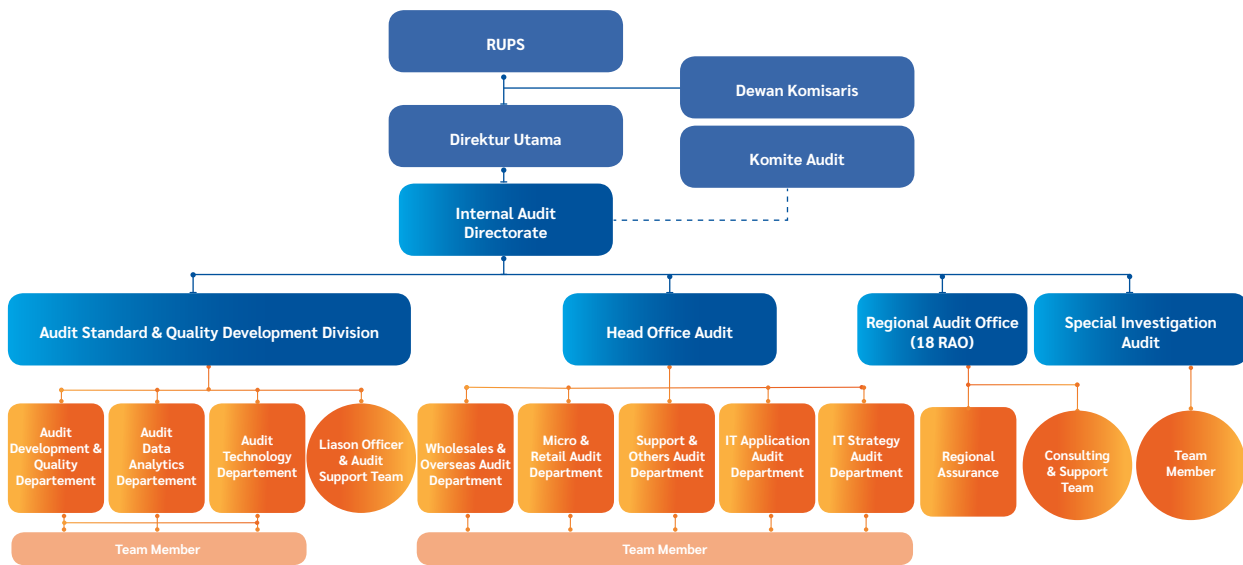 RUPS
Dewan Komisaris
Direktur Utama
Komite Audit
Internal Audit
Directorate
Audit Standard & Quality Development Division
Head Office Audit
Regional Audit Office
(18 RAO)
Special Investigation
Audit
Audit
Development &
Quality
Departement
Audit
Data
Analytics
Departement
Audit
Technology
Departement
Liason Officer
& Audit
Support Team
Wholesales &
Overseas Audit
Department
Micro &
Retail Audit
Department
Support &
Others Audit
Department
IT Application
Audit
Department
IT Strategy
Audit
Department
Regional
Assurance
Consulting
& Support
Team
Team
Member
Team Member
Team Member